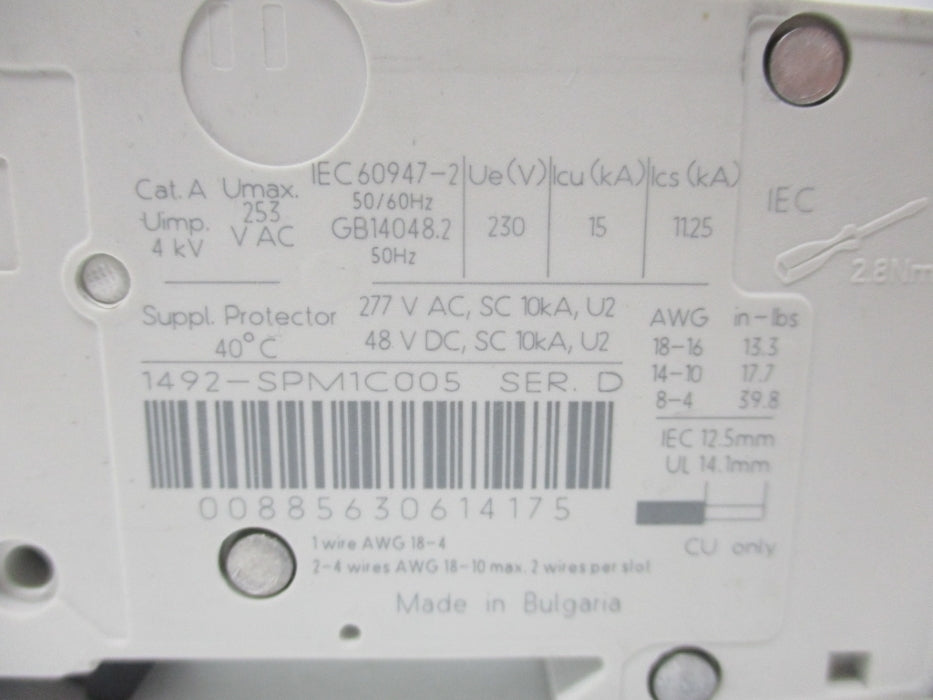 Cat. A Umax. IEC 60947-2 Ue (V) Icu (kA) Ics (kA)
Uimp. 253 50/60Hz
4 kV V AC GB14048.2 230 15 11.25
50Hz
IEC
2.8Nm
Suppl. Protector 277 V AC, SC 10kA, U2
40°C 48 V DC, SC 10kA, U2
1492-SPM1C005 SER. D
00885630614175
AWG in-lbs
18-16 13.3
14-10 17.7
8-4 39.8
IEC 12.5mm
UL 14.1mm
CU only
1 wire AWG 18-4
2-4 wires AWG 18-10 max. 2 wires per slot
Made in Bulgaria